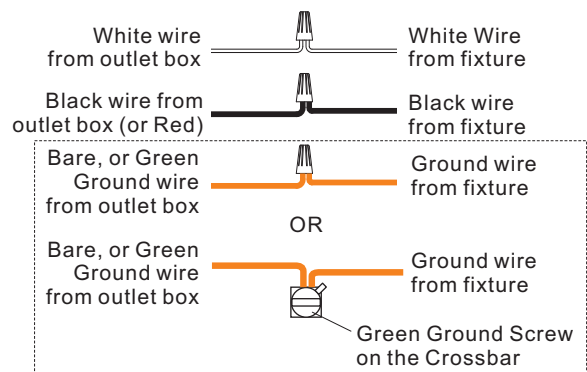 White wire
from outlet box
White Wire
from fixture
Black wire from
outlet box (or Red)
Black wire
from fixture
Bare, or Green
Ground wire
from outlet box
Ground wire
from fixture
OR
Bare, or Green
Ground wire
from outlet box
Ground wire
from fixture
Green Ground Screw
on the Crossbar